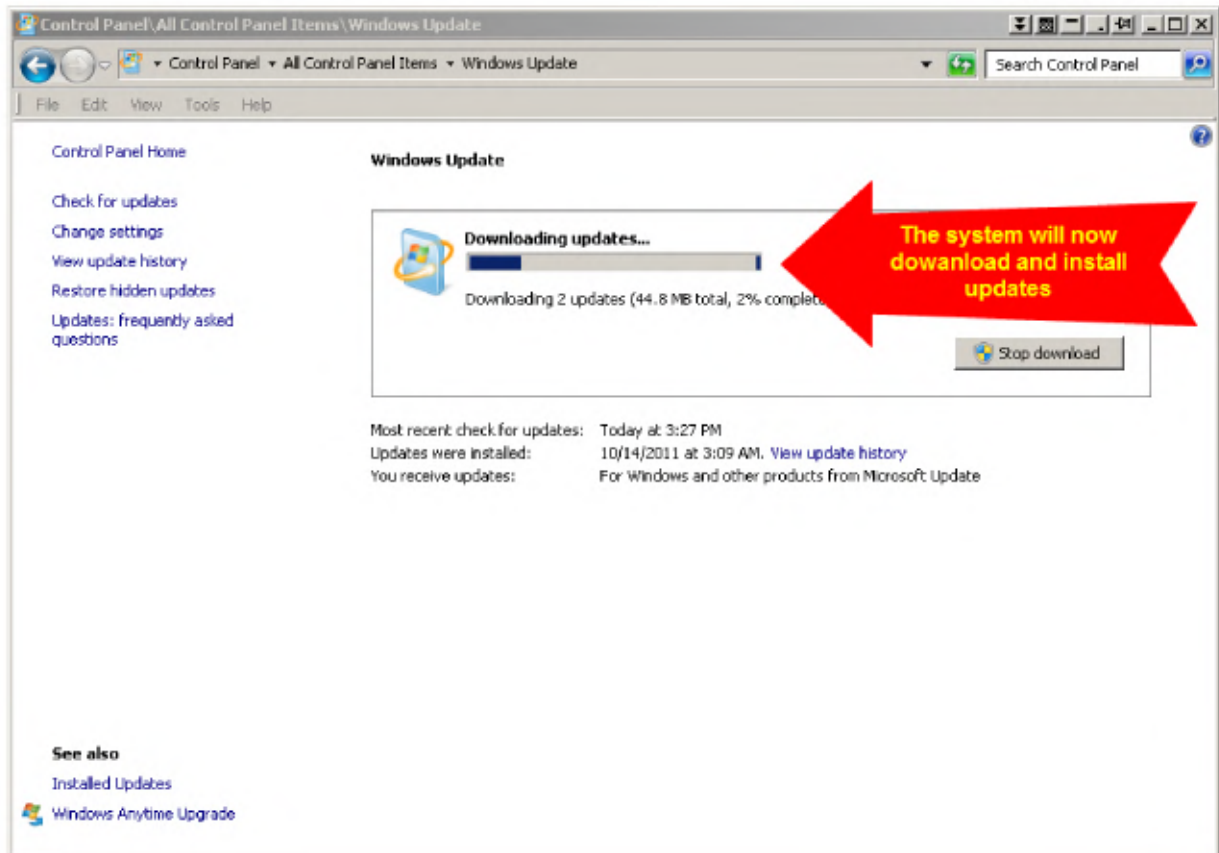 Control Panel\All Control Panel Items\Windows Update
Control Panel All Control Panel Items Windows Update
Search Control Panel
File Edit View Tools Help
Control Panel Home
Check for updates
Change settings
View update history
Restore hidden updates
Updates: frequently asked
questions
Windows Update
Downloading updates...
Downloading 2 updates (44.8 MB total, 2% complete
The system will now
dowanload and install
updates
Stop download
Most recent check for updates: Today at 3:27 PM
Updates were installed: 10/14/2011 at 3:09 AM. View update history
You receive updates: For Windows and other products from Microsoft Update
See also
Installed Updates
Windows Anytime Upgrade